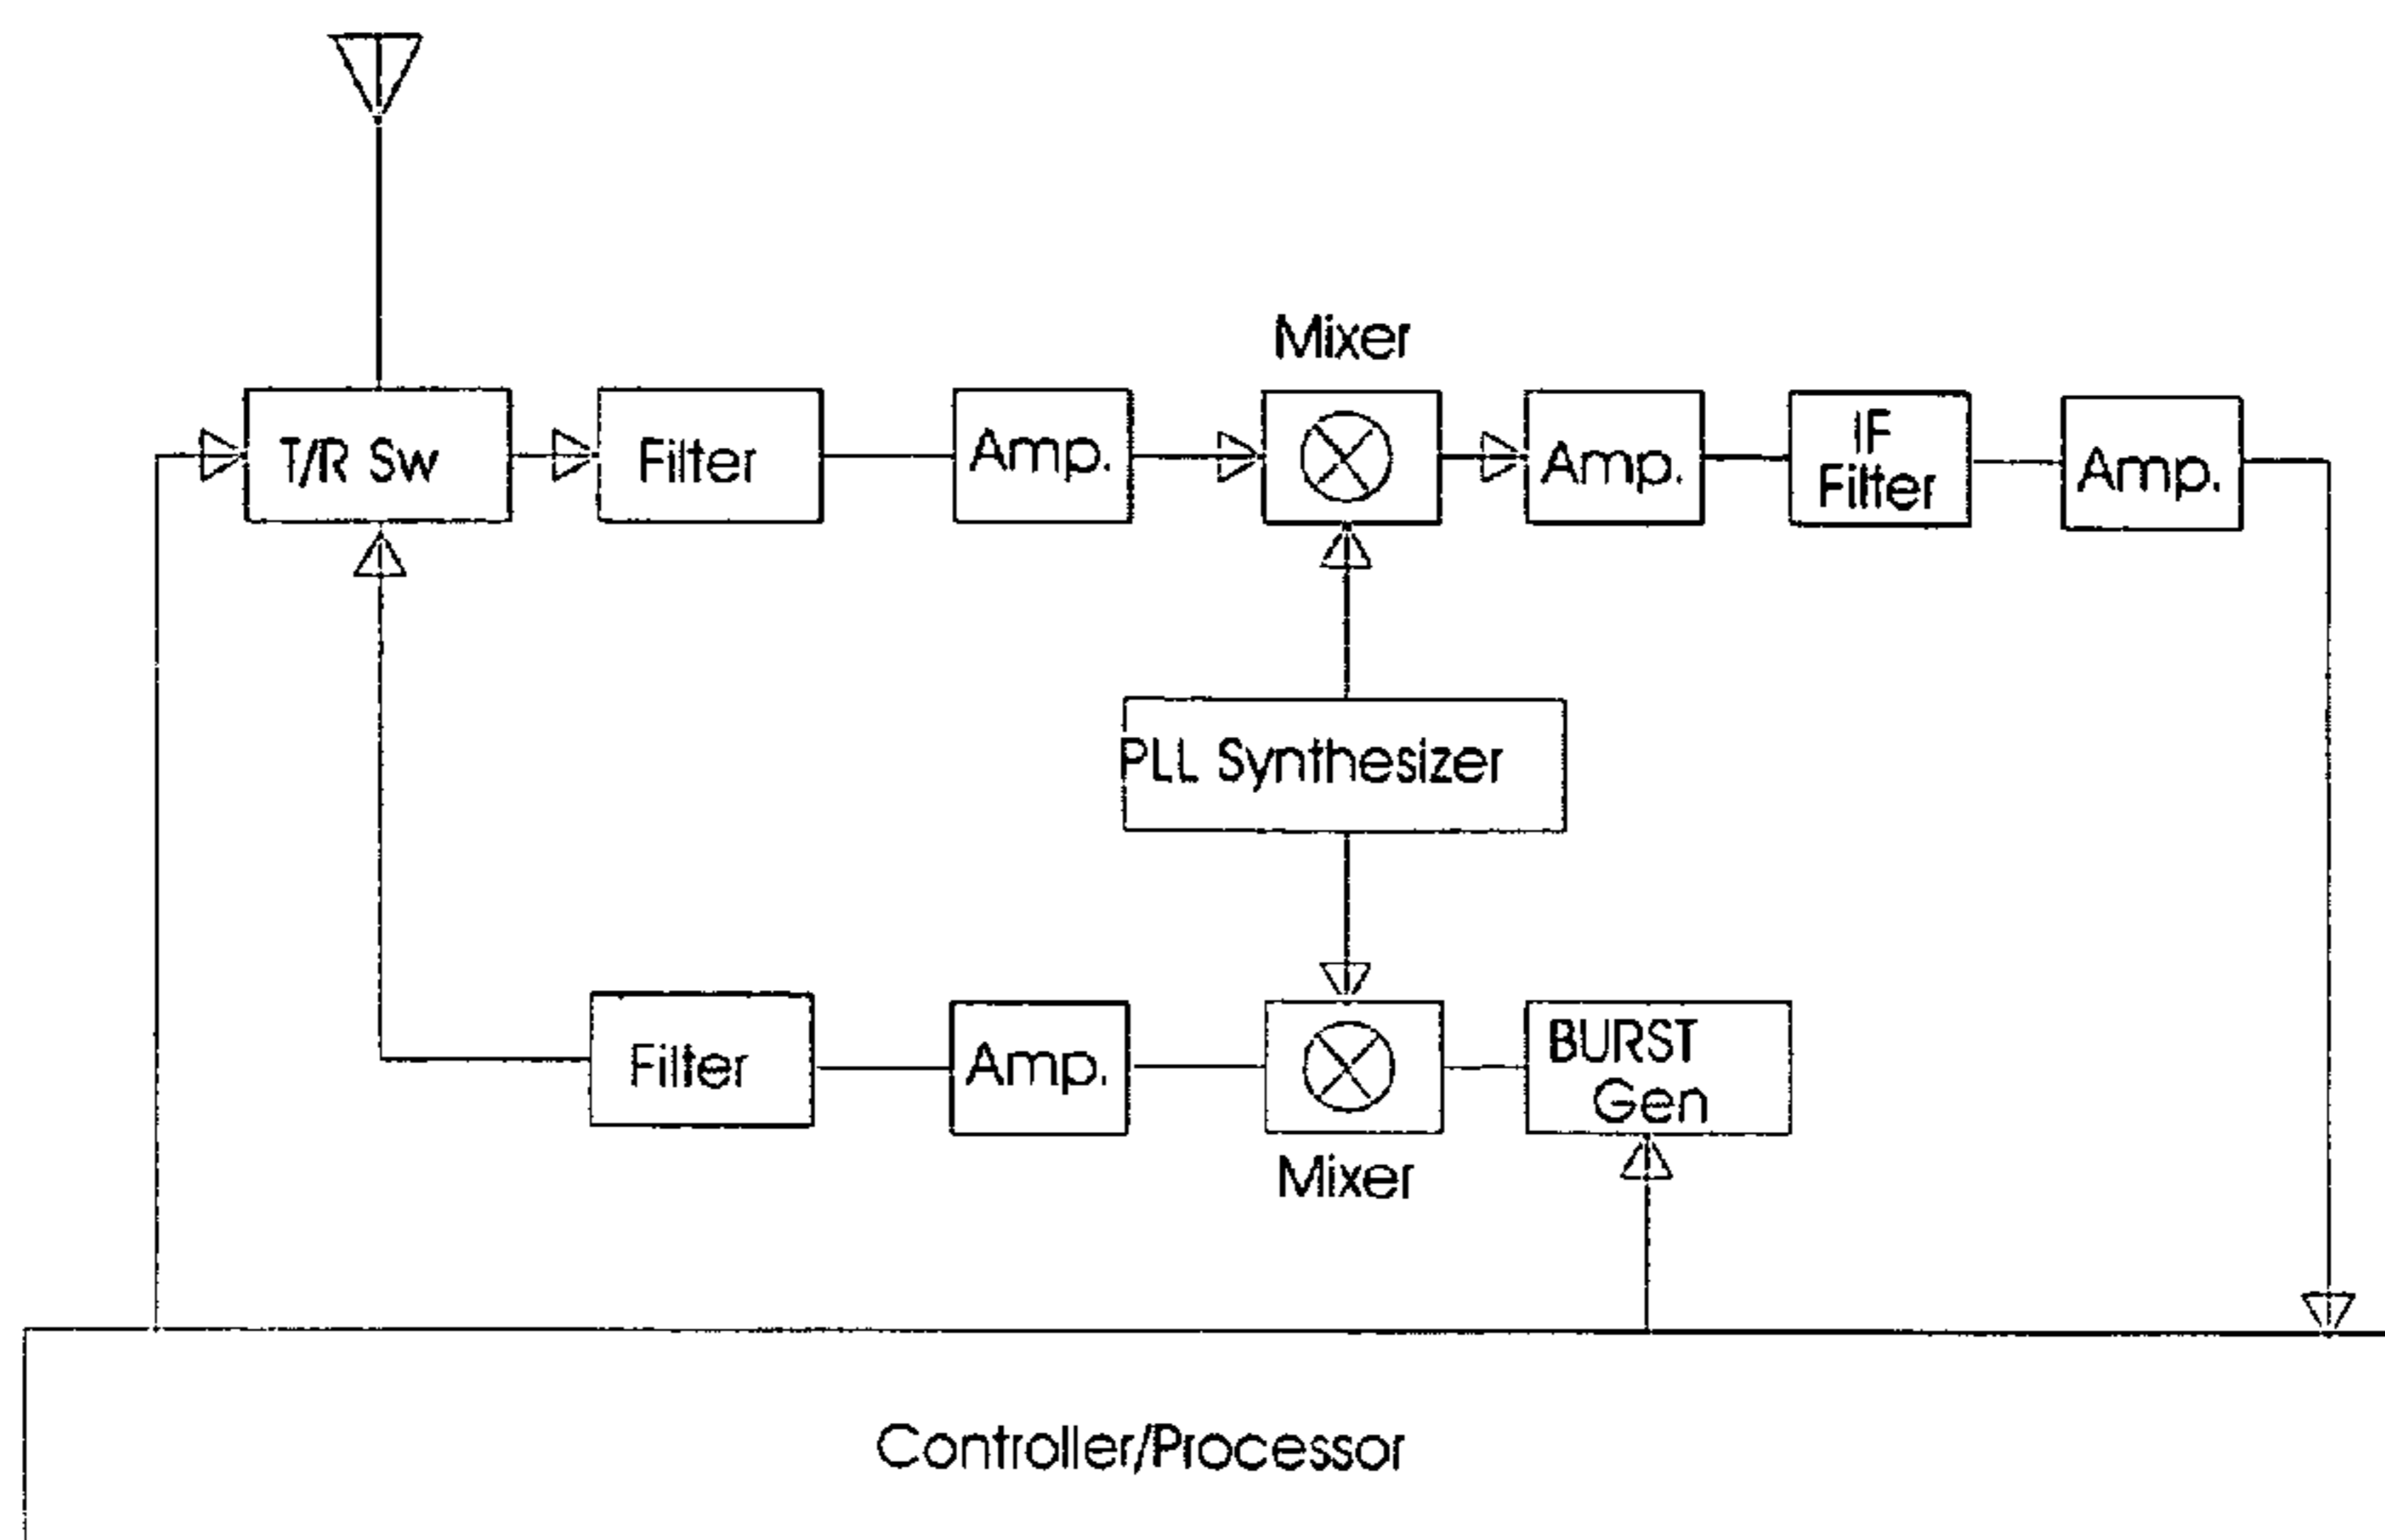 Mixer
T/R Sw
Filter
Amp.
Amp.
IF
Filter
Amp.
PLL Synthesizer
Filter
Amp.
BURST
Gen
Mixer
Controller/Processor